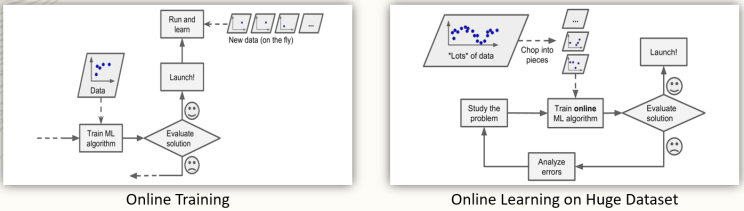 Run and
learn
...
New data (on the fly)
Data
Launch!
Train ML
algorithm
Evaluate
solution
Online Training
...
*Lots* of data
Chop into
pieces
Launch!
Study the
problem
Train online
ML algorithm
Evaluate
solution
Analyze
errors
Online Learning on Huge Dataset